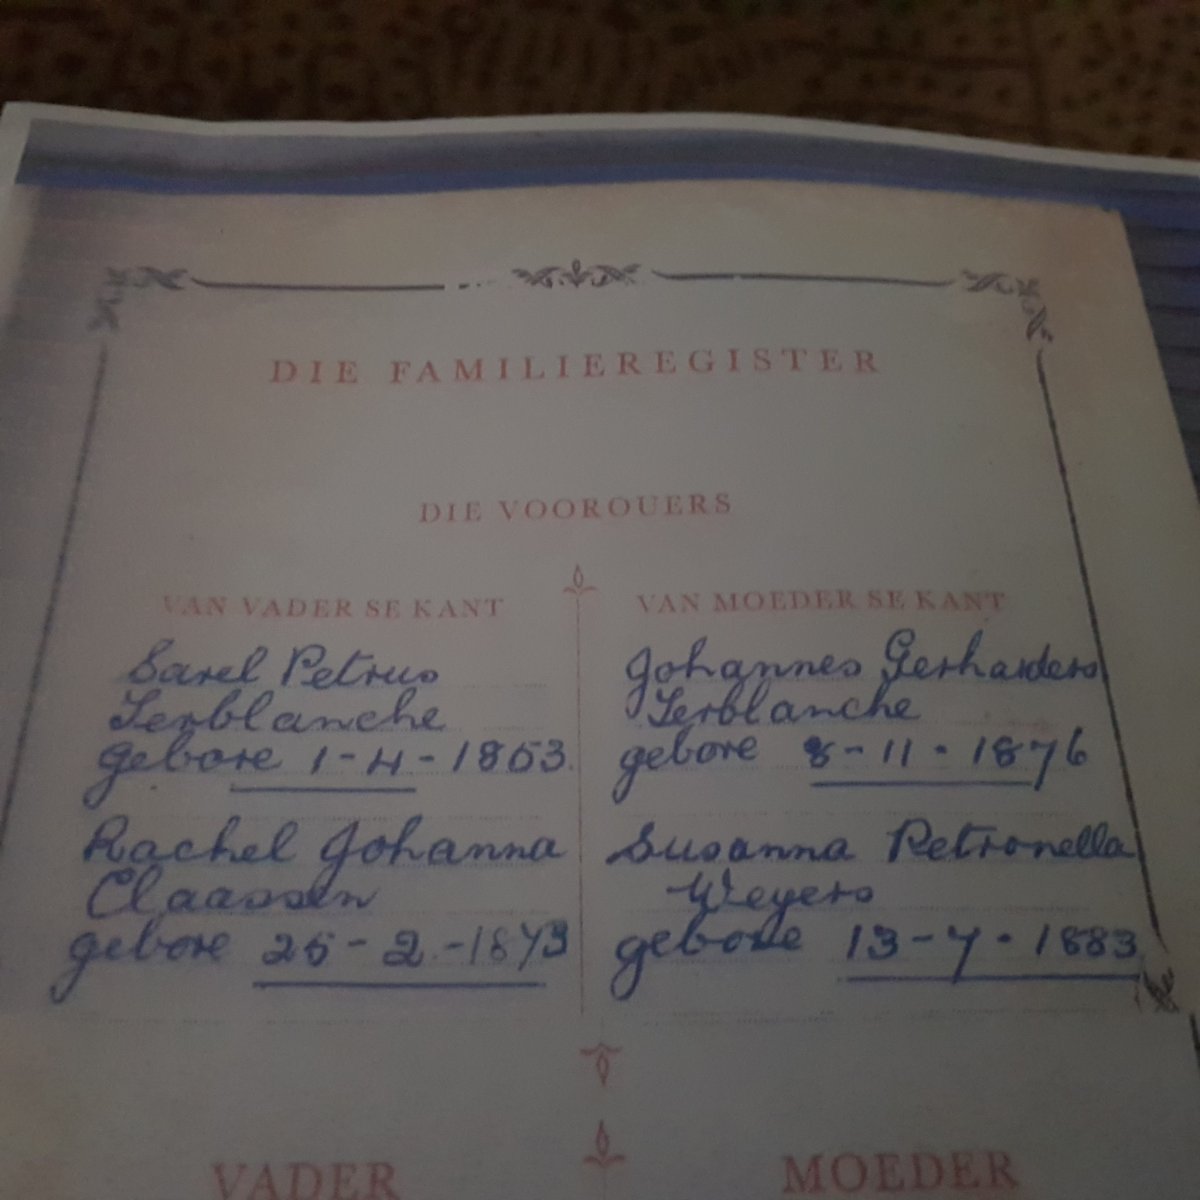 DIE FAMILIEREGISTER
DIE VOOROUERS
VAN VADER SE KANT
Sarel Petrus
Terblanche
gebore 1-4-1863
Rachel Johanna
Claassen
gebore 25-2-1873
VAN MOEDER SE KANT
Johannes Gerharders
Terblanche
gebore 8-11-1876
Susanna Petronella
Weyers
gebore 13-7-1883
VADER
MOEDER